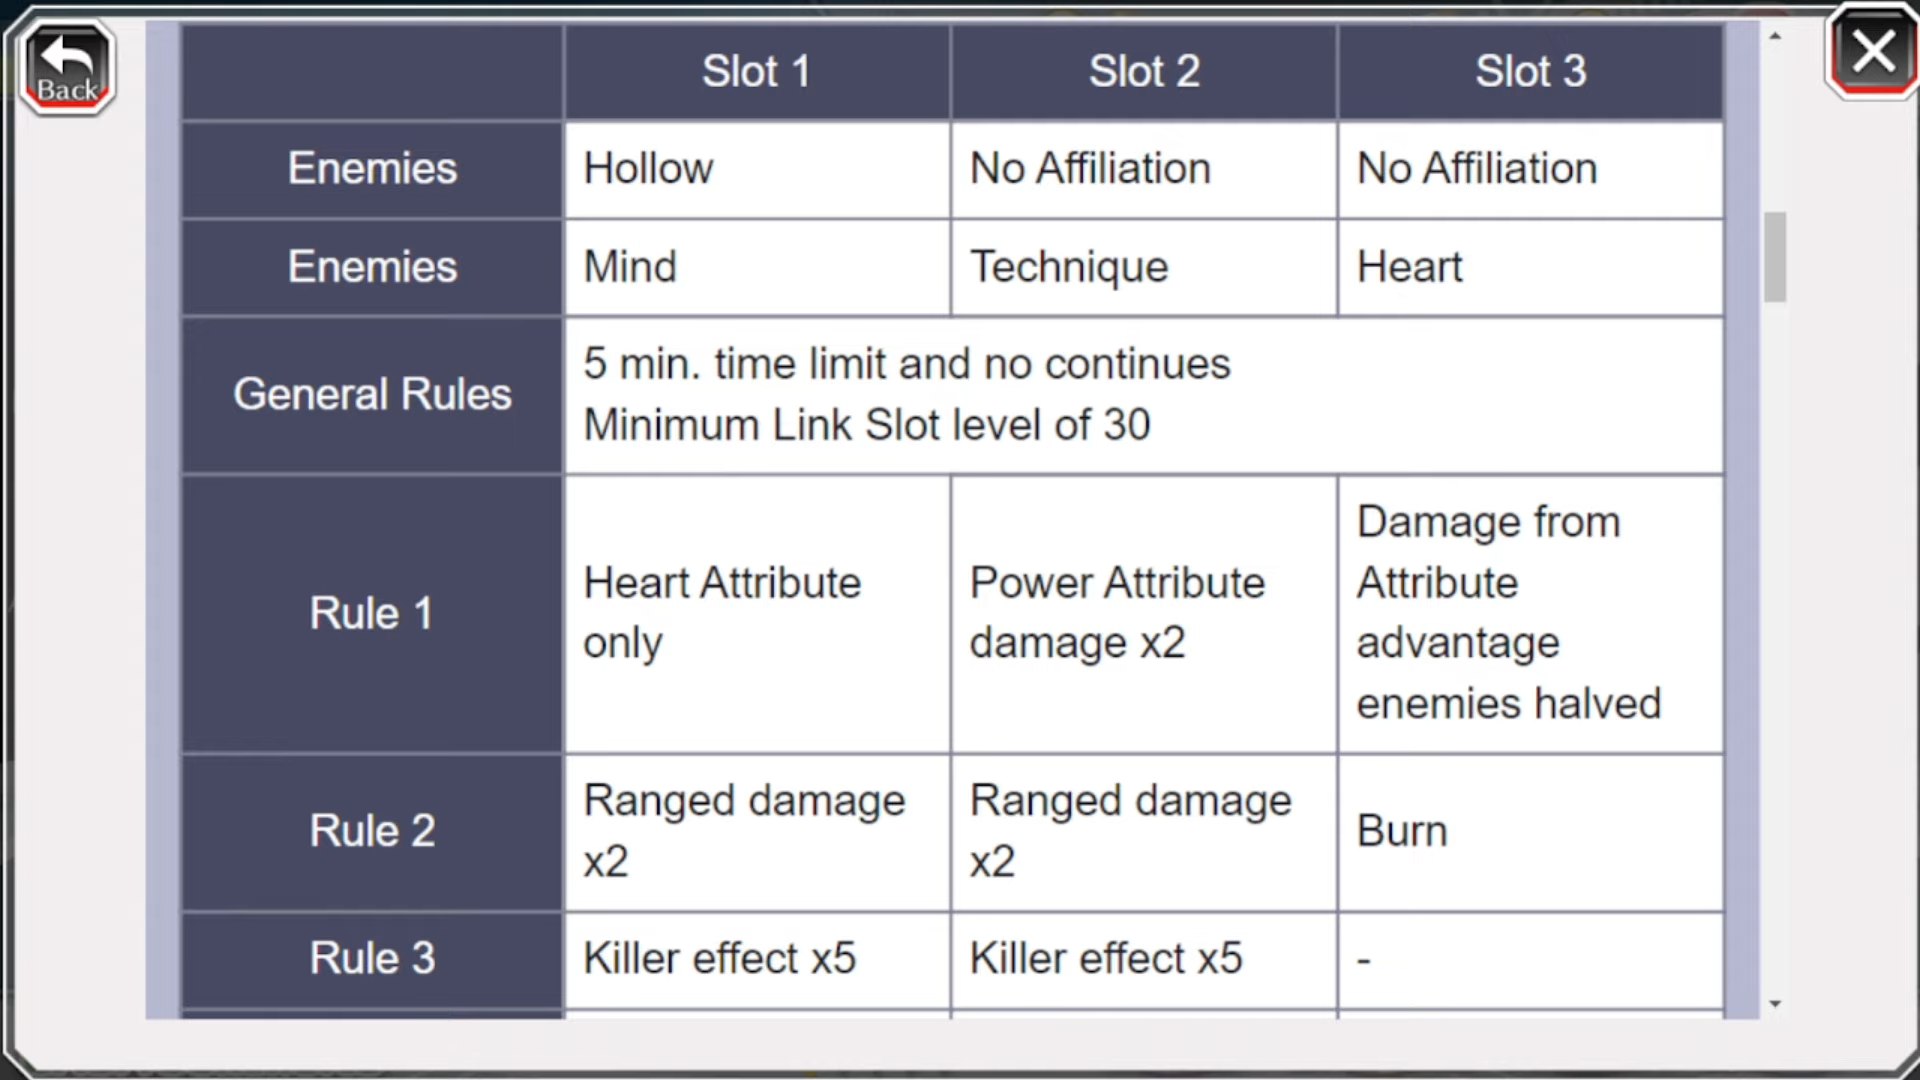 Back
Slot 1 Slot 2 Slot 3
Enemies Hollow No Affiliation No Affiliation
Enemies Mind Technique Heart
General Rules
5 min. time limit and no continues
Minimum Link Slot level of 30
Rule 1
Heart Attribute
only
Power Attribute
damage x2
Damage from
Attribute
advantage
enemies halved
Rule 2
Ranged damage
x2
Ranged damage
x2
Burn
Rule 3 Killer effect x5 Killer effect x5 -